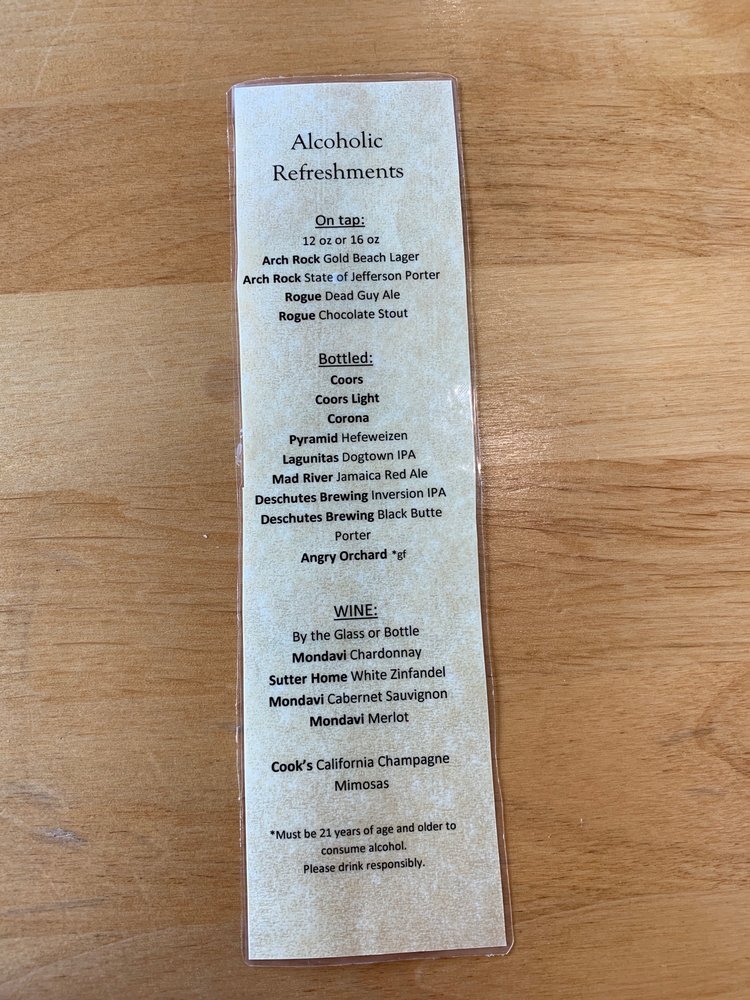 Alcoholic
Refreshments
On tap:
12 oz or 16 oz
Arch Rock Gold Beach Lager
Arch Rock State of Jefferson Porter
Rogue Dead Guy Ale
Rogue Chocolate Stout
Bottled:
Coors
Coors Light
Corona
Pyramid Hefeweizen
Lagunitas Dogtown IPA
Mad River Jamaica Red Ale
Deschutes Brewing Inversion IPA
Deschutes Brewing Black Butte
Porter
Angry Orchard *gf
WINE:
By the Glass or Bottle
Mondavi Chardonnay
Sutter Home White Zinfandel
Mondavi Cabernet Sauvignon
Mondavi Merlot
Cook's California Champagne
Mimosas
*Must be 21 years of age and older to
consume alcohol.
Please drink responsibly.